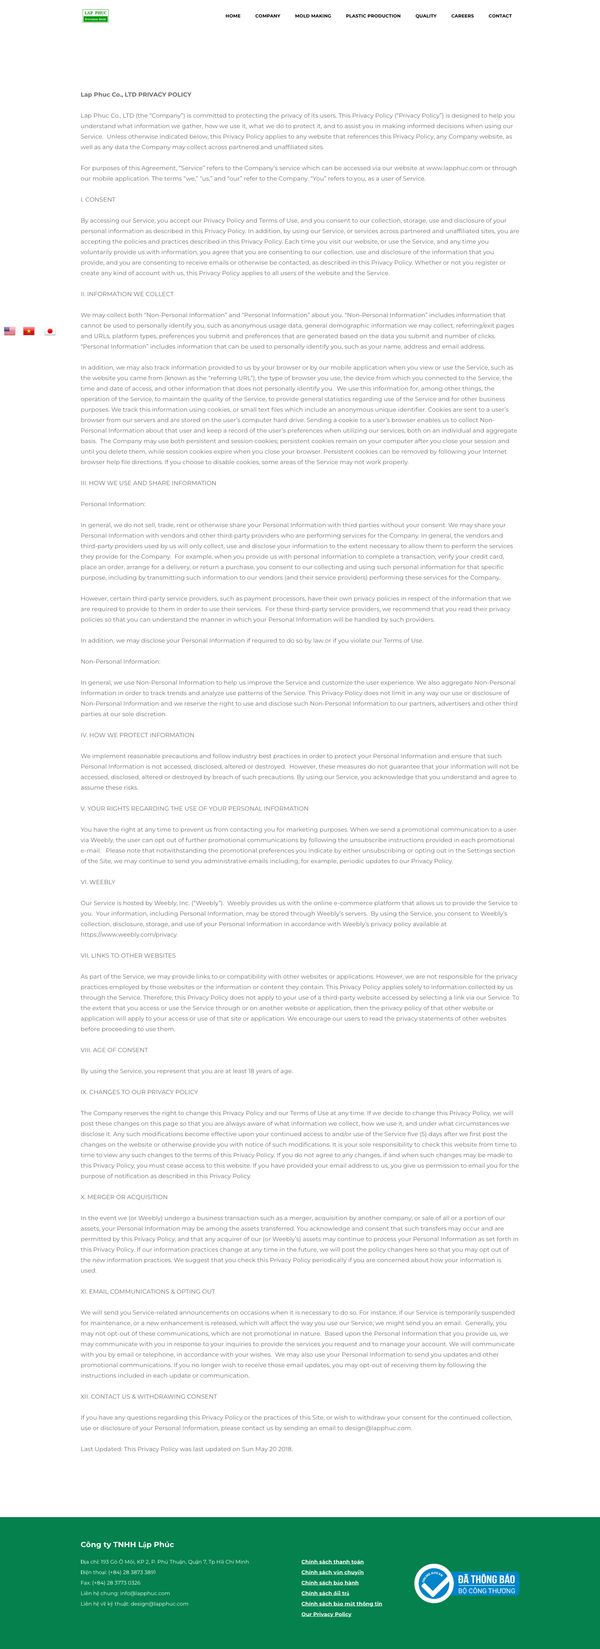 LAP PHUC
HOME COMPANY MOLD MAKING PLASTIC PRODUCTION QUALITY CAREERS CONTACT
Lap Phuc Co., LTD PRIVACY POLICY
Lap Phuc Co., LTD (the “Company”) is committed to protecting the privacy of its users. This Privacy Policy (“Privacy Policy”) is designed to help you
understand what information we gather, how we use it, what we do to protect it, and to assist you in making informed decisions when using our
Service.  Unless otherwise indicated below, this Privacy Policy applies to any website that references this Privacy Policy, any Company website, as
well as any data the Company may collect across partnered and unaffiliated sites.
For purposes of this Agreement, “Service” refers to the Company’s service which can be accessed via our website at www.lapphuc.com or through
our mobile application. The terms “we,” “us,” and “our” refer to the Company. “You” refers to you, as a user of Service.
I. CONSENT
By accessing our Service, you accept our Privacy Policy and Terms of Use, and you consent to our collection, storage, use and disclosure of your
personal information as described in this Privacy Policy. In addition, by using our Service, or services across partnered and unaffiliated sites, you are
accepting the policies and practices described in this Privacy Policy. Each time you visit our website, or use the Service, and any time you
voluntarily provide us with information, you agree that you are consenting to our collection, use and disclosure of the information that you
provide, and you are consenting to receive emails or otherwise be contacted, as described in this Privacy Policy. Whether or not you register or
create any kind of account with us, this Privacy Policy applies to all users of the website and the Service.
II. INFORMATION WE COLLECT
We may collect both “Non-Personal Information” and “Personal Information” about you. “Non-Personal Information” includes information that
cannot be used to personally identify you, such as anonymous usage data, general demographic information we may collect, referring/exit pages
and URLs, platform types, preferences you submit and preferences that are generated based on the data you submit and number of clicks.
“Personal Information” includes information that can be used to personally identify you, such as your name, address and email address.
In addition, we may also track information provided to us by your browser or by our mobile application when you view or use the Service, such as
the website you came from (known as the “referring URL”), the type of browser you use, the device from which you connected to the Service, the
time and date of access, and other information that does not personally identify you.  We use this information for, among other things, the
operation of the Service, to maintain the quality of the Service, to provide general statistics regarding use of the Service and for other business
purposes. We track this information using cookies, or small text files which include an anonymous unique identifier. Cookies are sent to a user’s
browser from our servers and are stored on the user’s computer hard drive. Sending a cookie to a user’s browser enables us to collect Non-
Personal Information about that user and keep a record of the user’s preferences when utilizing our services, both on an individual and aggregate
basis.  The Company may use both persistent and session cookies; persistent cookies remain on your computer after you close your session and
until you delete them, while session cookies expire when you close your browser. Persistent cookies can be removed by following your Internet
browser help file directions. If you choose to disable cookies, some areas of the Service may not work properly.
III. HOW WE USE AND SHARE INFORMATION
Personal Information:
In general, we do not sell, trade, rent or otherwise share your Personal Information with third parties without your consent. We may share your
Personal Information with vendors and other third-party providers who are performing services for the Company. In general, the vendors and
third-party providers used by us will only collect, use and disclose your information to the extent necessary to allow them to perform the services
they provide for the Company.  For example, when you provide us with personal information to complete a transaction, verify your credit card,
place an order, arrange for a delivery, or return a purchase, you consent to our collecting and using such personal information for that specific
purpose, including by transmitting such information to our vendors (and their service providers) performing these services for the Company.
However, certain third-party service providers, such as payment processors, have their own privacy policies in respect of the information that we
are required to provide to them in order to use their services.  For these third-party service providers, we recommend that you read their privacy
policies so that you can understand the manner in which your Personal Information will be handled by such providers.
In addition, we may disclose your Personal Information if required to do so by law or if you violate our Terms of Use.
Non-Personal Information:
In general, we use Non-Personal Information to help us improve the Service and customize the user experience. We also aggregate Non-Personal
Information in order to track trends and analyze use patterns of the Service. This Privacy Policy does not limit in any way our use or disclosure of
Non-Personal Information and we reserve the right to use and disclose such Non-Personal Information to our partners, advertisers and other third
parties at our sole discretion.
IV. HOW WE PROTECT INFORMATION
We implement reasonable precautions and follow industry best practices in order to protect your Personal Information and ensure that such
Personal Information is not accessed, disclosed, altered or destroyed.  However, these measures do not guarantee that your information will not be
accessed, disclosed, altered or destroyed by breach of such precautions. By using our Service, you acknowledge that you understand and agree to
assume these risks.
V. YOUR RIGHTS REGARDING THE USE OF YOUR PERSONAL INFORMATION
You have the right at any time to prevent us from contacting you for marketing purposes. When we send a promotional communication to a user
via Weebly, the user can opt out of further promotional communications by following the unsubscribe instructions provided in each promotional
e-mail.   Please note that notwithstanding the promotional preferences you indicate by either unsubscribing or opting out in the Settings section
of the Site, we may continue to send you administrative emails including, for example, periodic updates to our Privacy Policy.
VI. WEEBLY
Our Service is hosted by Weebly, Inc. (“Weebly”).  Weebly provides us with the online e-commerce platform that allows us to provide the Service to
you.  Your information, including Personal Information, may be stored through Weebly’s servers.  By using the Service, you consent to Weebly’s
collection, disclosure, storage, and use of your Personal Information in accordance with Weebly’s privacy policy available at
https://www.weebly.com/privacy.
VII. LINKS TO OTHER WEBSITES
As part of the Service, we may provide links to or compatibility with other websites or applications. However, we are not responsible for the privacy
practices employed by those websites or the information or content they contain. This Privacy Policy applies solely to information collected by us
through the Service. Therefore, this Privacy Policy does not apply to your use of a third-party website accessed by selecting a link via our Service. To
the extent that you access or use the Service through or on another website or application, then the privacy policy of that other website or
application will apply to your access or use of that site or application. We encourage our users to read the privacy statements of other websites
before proceeding to use them.
VIII. AGE OF CONSENT
By using the Service, you represent that you are at least 18 years of age.
IX. CHANGES TO OUR PRIVACY POLICY
The Company reserves the right to change this Privacy Policy and our Terms of Use at any time. If we decide to change this Privacy Policy, we will
post these changes on this page so that you are always aware of what information we collect, how we use it, and under what circumstances we
disclose it. Any such modifications become effective upon your continued access to and/or use of the Service five (5) days after we first post the
changes on the website or otherwise provide you with notice of such modifications. It is your sole responsibility to check this website from time to
time to view any such changes to the terms of this Privacy Policy. If you do not agree to any changes, if and when such changes may be made to
this Privacy Policy, you must cease access to this website. If you have provided your email address to us, you give us permission to email you for the
purpose of notification as described in this Privacy Policy.
X. MERGER OR ACQUISITION
In the event we (or Weebly) undergo a business transaction such as a merger, acquisition by another company, or sale of all or a portion of our
assets, your Personal Information may be among the assets transferred. You acknowledge and consent that such transfers may occur and are
permitted by this Privacy Policy, and that any acquirer of our (or Weebly’s) assets may continue to process your Personal Information as set forth in
this Privacy Policy. If our information practices change at any time in the future, we will post the policy changes here so that you may opt out of
the new information practices. We suggest that you check this Privacy Policy periodically if you are concerned about how your information is
used.
XI. EMAIL COMMUNICATIONS & OPTING OUT
We will send you Service-related announcements on occasions when it is necessary to do so. For instance, if our Service is temporarily suspended
for maintenance, or a new enhancement is released, which will affect the way you use our Service, we might send you an email.  Generally, you
may not opt-out of these communications, which are not promotional in nature.  Based upon the Personal Information that you provide us, we
may communicate with you in response to your inquiries to provide the services you request and to manage your account. We will communicate
with you by email or telephone, in accordance with your wishes.  We may also use your Personal Information to send you updates and other
promotional communications. If you no longer wish to receive those email updates, you may opt-out of receiving them by following the
instructions included in each update or communication.
XII. CONTACT US & WITHDRAWING CONSENT
If you have any questions regarding this Privacy Policy or the practices of this Site, or wish to withdraw your consent for the continued collection,
use or disclosure of your Personal Information, please contact us by sending an email to design@lapphuc.com.
Last Updated: This Privacy Policy was last updated on Sun May 20 2018.
Công ty TNHH Lập Phúc
Địa chỉ: 193 Gò Ô Môi, KP 2, P. Phú Thuận, Quận 7, Tp Hồ Chí Minh
Điện thoại: (+84) 28 3873 3891
Fax: (+84) 28 3773 0326
Liên hệ chung: info@lapphuc.com
Liên hệ về kỹ thuật: design@lapphuc.com
Chính sách thanh toán
Chính sách vận chuyển
Chính sách bảo hành
Chính sách đổi trả
Chính sách bảo mật thông tin
Our Privacy Policy
ĐÃ THÔNG BÁO
BỘ CÔNG THƯƠNG